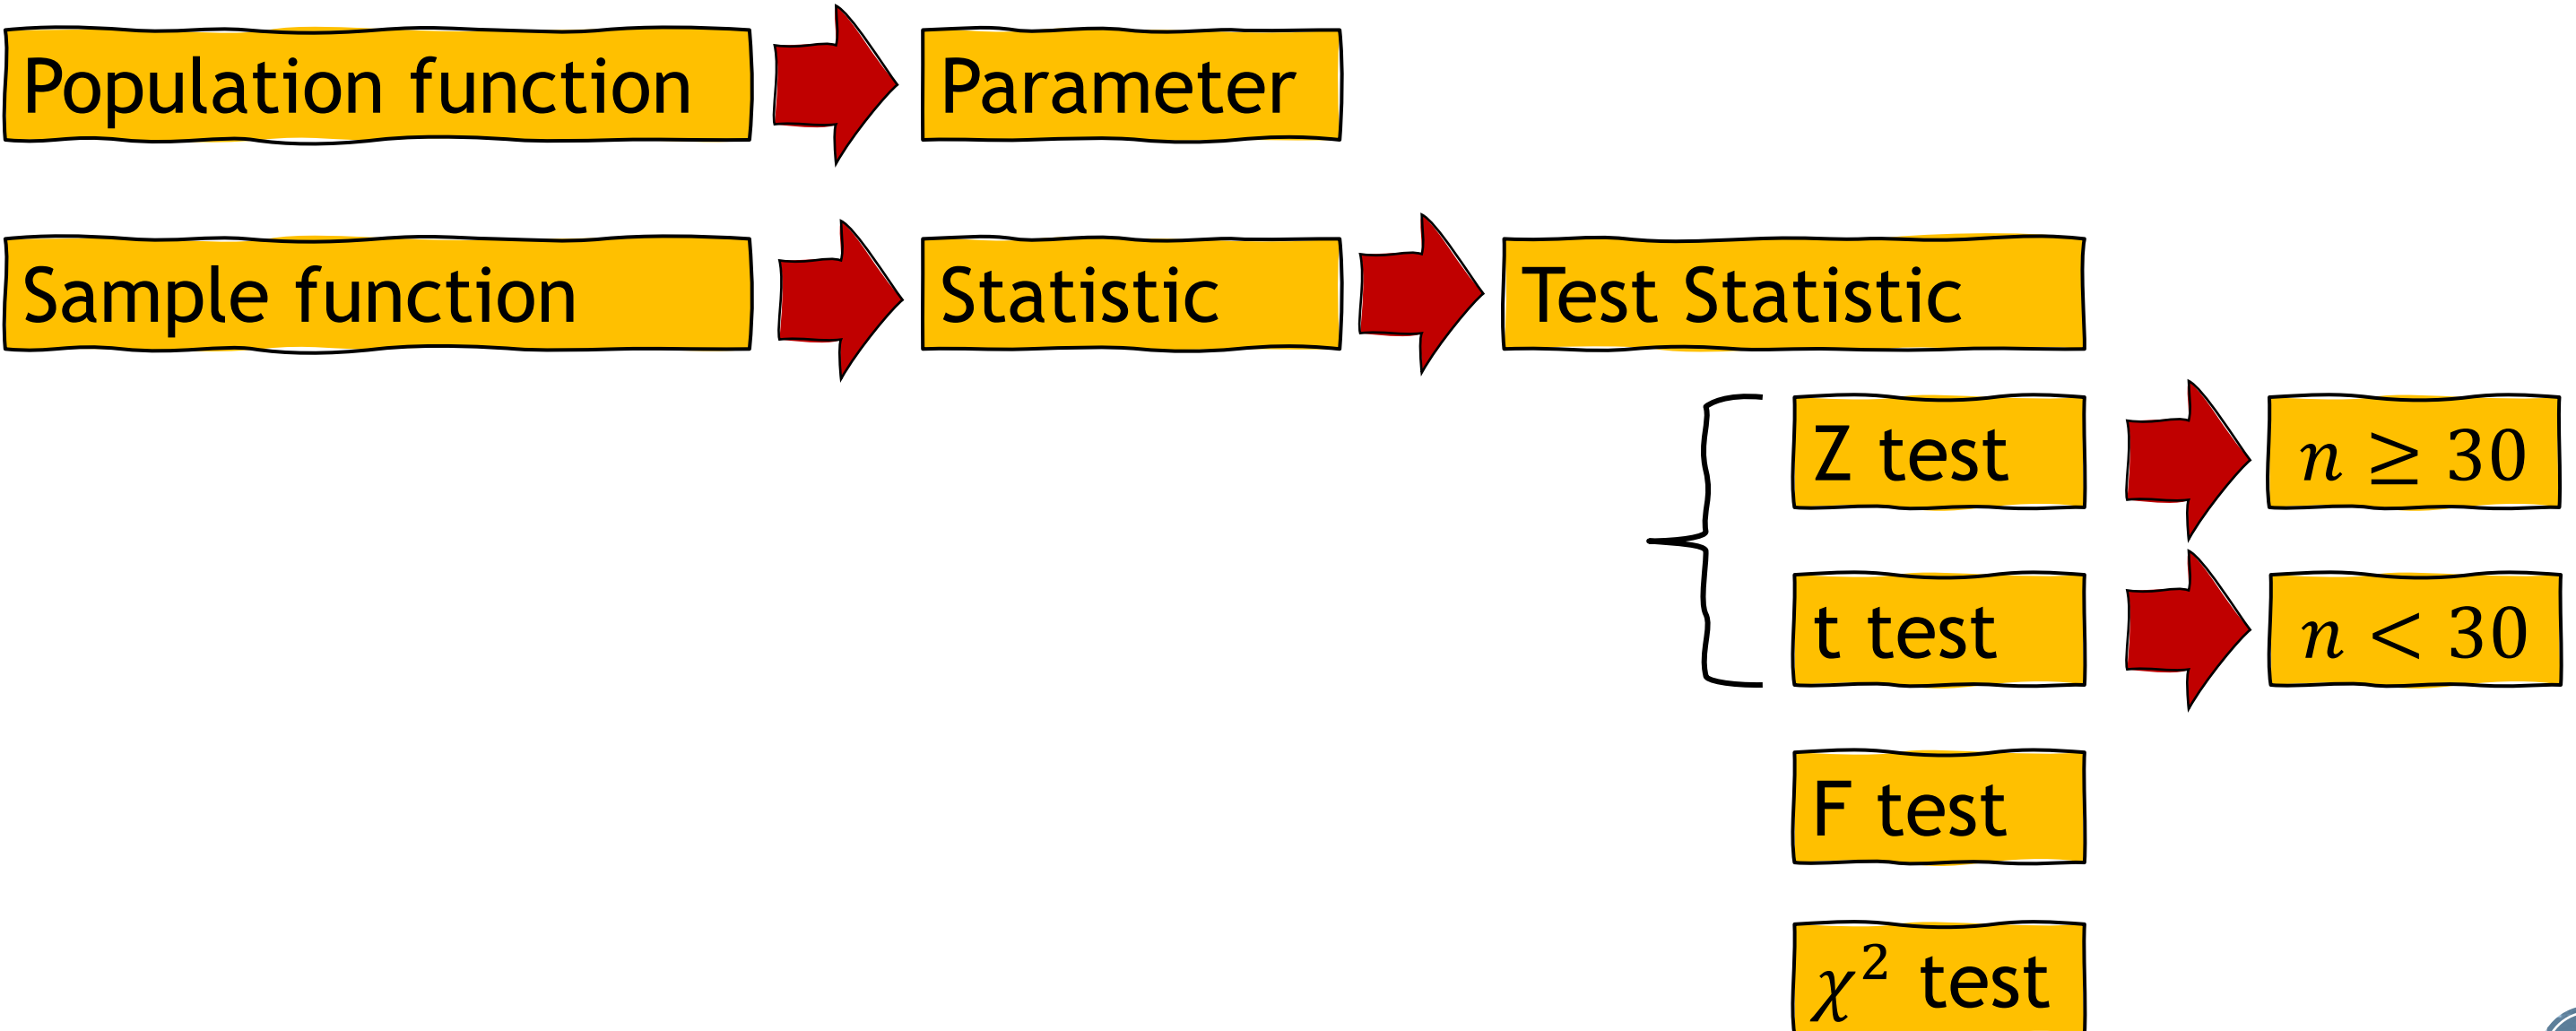 Population function
Parameter
Sample function
Statistic
Test Statistic
Z test
n ≥ 30
t test
n < 30
F test
χ² test